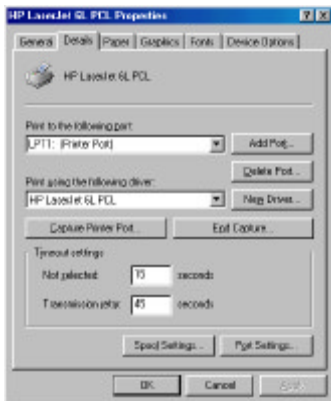 HP LaserJet 6L PCL Properties
General Details Paper Graphics Fonts Device Options
HP LaserJet 6L PCL
Print to the following port:
LPT1: (Printer Port) Add Port...
Delete Port...
Print using the following driver:
HP LaserJet 6L PCL New Driver...
Capture Printer Port... End Capture...
Timeout settings
Not selected: 15 seconds
Transmission retry: 45 seconds
Spool Settings... Port Settings...
OK Cancel Apply